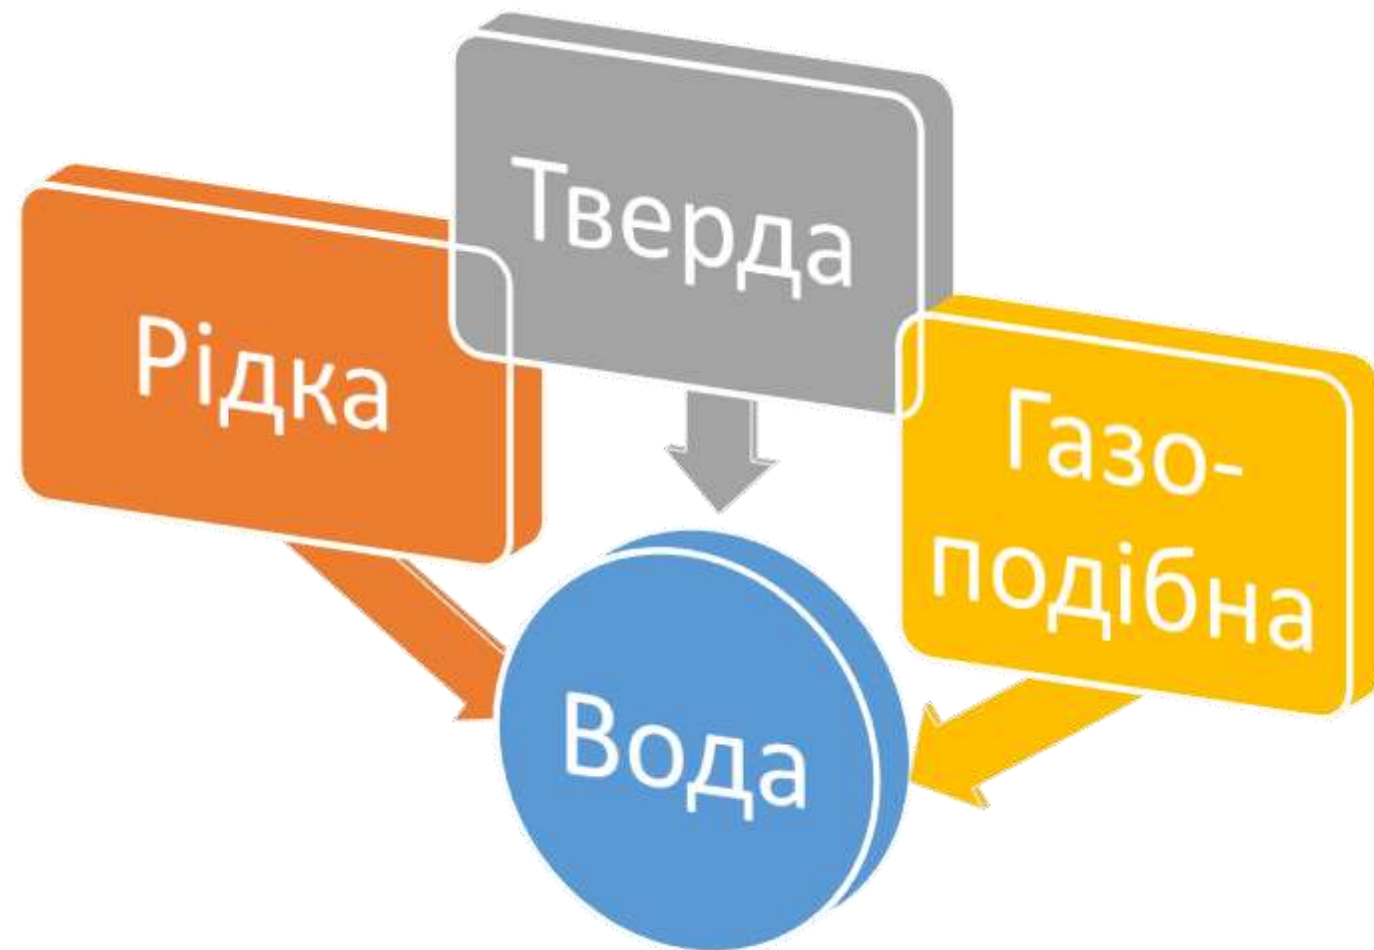 Тверда
Рідка
Газо-
подібна
Вода